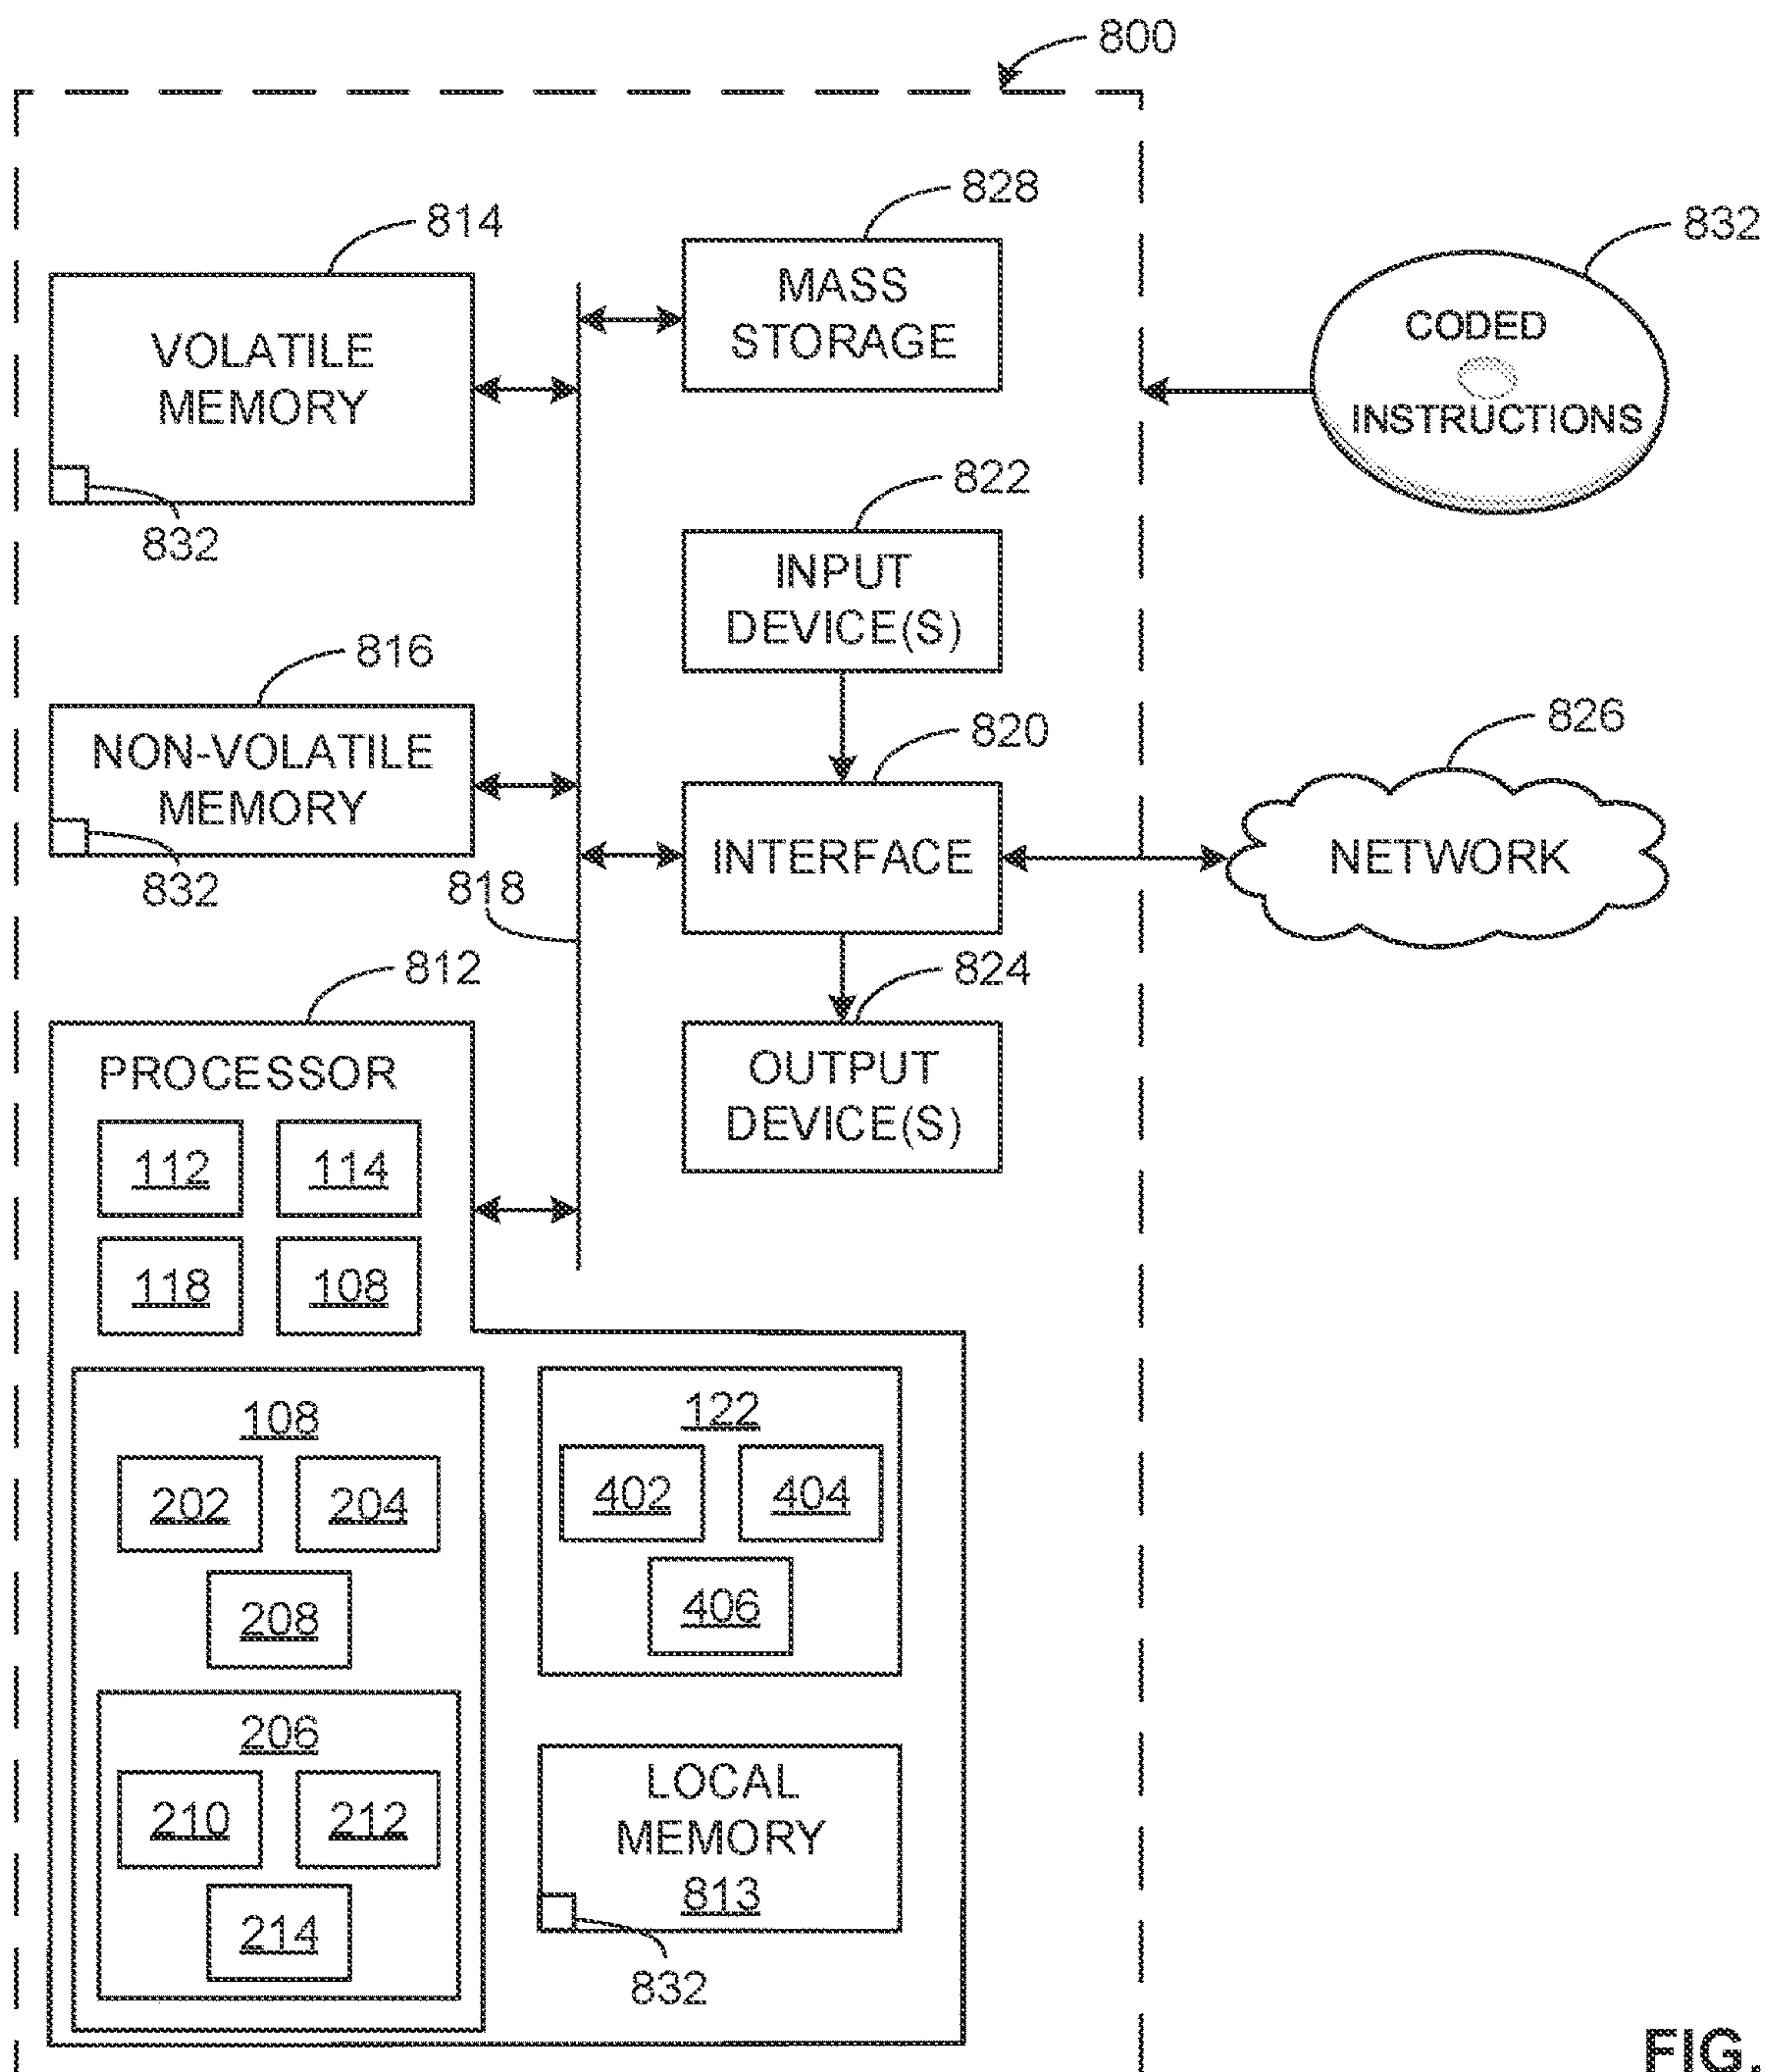 800
828
814
832
MASS
STORAGE
VOLATILE
MEMORY
CODED
INSTRUCTIONS
832
822
INPUT
DEVICE(S)
816
820
826
NON-VOLATILE
MEMORY
INTERFACE
NETWORK
832
818
812
824
PROCESSOR
OUTPUT
DEVICE(S)
112
114
118
108
108
122
202
204
402
404
208
406
206
LOCAL
MEMORY
813
210
212
214
832
FIG.